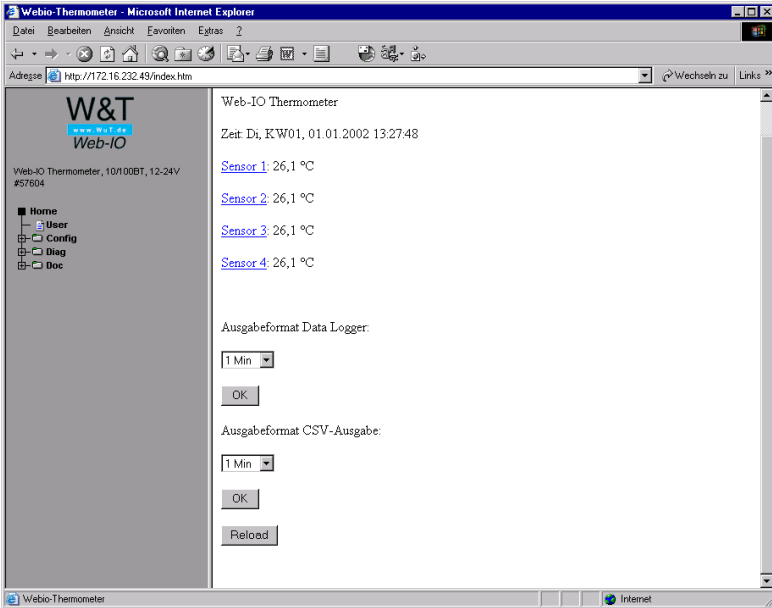 Webio-Thermometer - Microsoft Internet Explorer
Datei Bearbeiten Ansicht Favoriten Extras ?
Adresse http://172.16.232.49/index.htm Wechseln zu Links »
W&T
www.WuT.de
Web-IO
Web-IO Thermometer, 10/100BT, 12-24V
#57604
Home
User
Config
Diag
Doc
Web-IO Thermometer
Zeit: Di, KW01, 01.01.2002 13:27:48
Sensor 1: 26,1 °C
Sensor 2: 26,1 °C
Sensor 3: 26,1 °C
Sensor 4: 26,1 °C
Ausgabeformat Data Logger:
1 Min
OK
Ausgabeformat CSV-Ausgabe:
1 Min
OK
Reload
Webio-Thermometer Internet